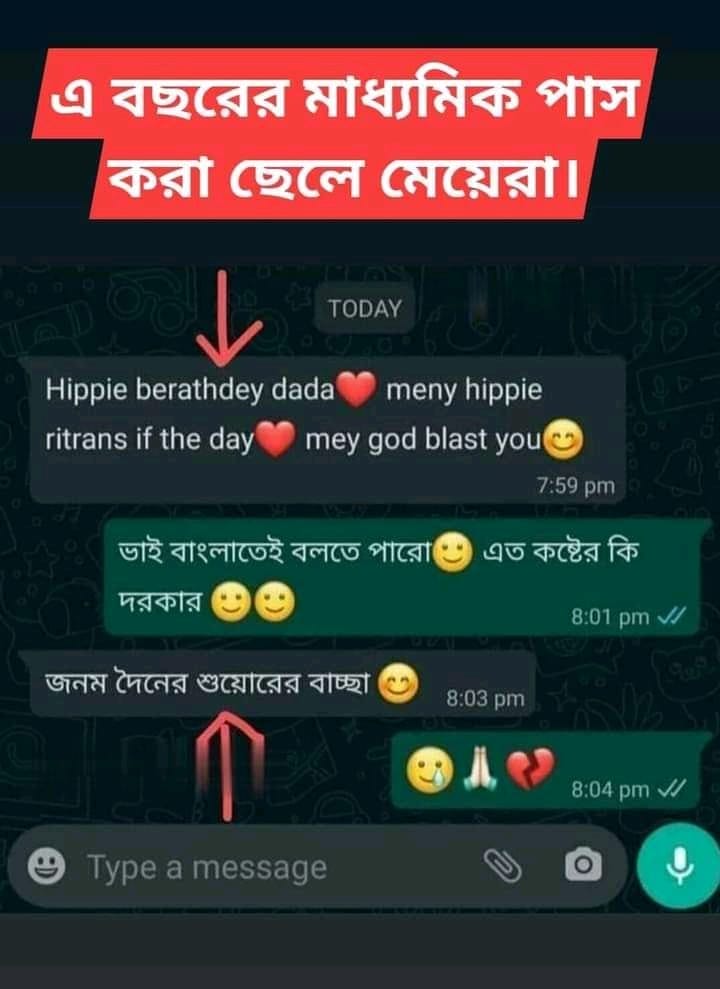 এ বছরের মাধ্যমিক পাস
করা ছেলে মেয়েরা।
TODAY
Hippie berathdey dada❤️ meny hippie
ritrans if the day❤️ mey god blast you😊
7:59 pm
ভাই বাংলাতেই বলতে পারো🙂 এত কষ্টের কি
দরকার 🙂🙂
8:01 pm
জনম দৈনের শুয়োরের বাচ্ছা 😊
8:03 pm
🥲🙏🏻💔
8:04 pm
Type a message